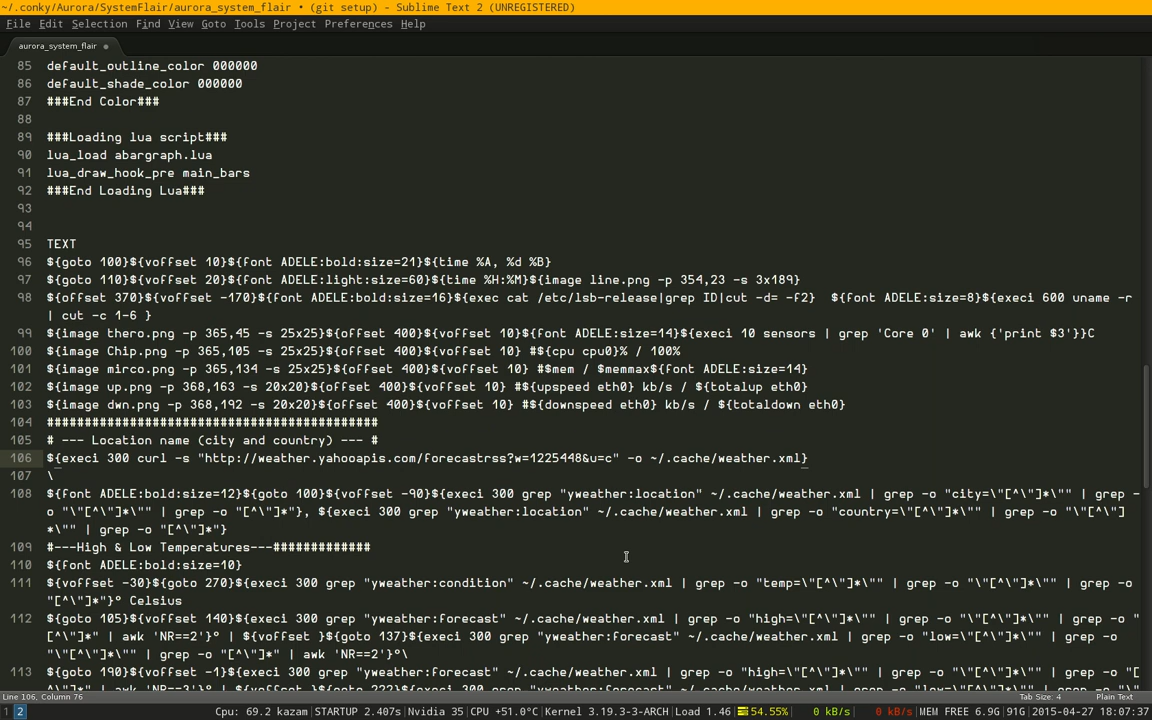 ~/.conky/Aurora/SystemFlair/aurora_system_flair • (git setup) - Sublime Text 2 (UNREGISTERED)
File Edit Selection Find View Goto Tools Project Preferences Help
aurora_system_flair
85 default_outline_color 000000
86 default_shade_color 000000
87 ###End Color###
88
89 ###Loading lua script###
90 lua_load abargraph.lua
91 lua_draw_hook_pre main_bars
92 ###End Loading Lua###
93
94
95 TEXT
96 ${goto 100}${voffset 10}${font ADELE:bold:size=21}${time %A, %d %B}
97 ${goto 110}${voffset 20}${font ADELE:light:size=60}${time %H:%M}${image line.png -p 354,23 -s 3x189}
98 ${offset 370}${voffset -170}${font ADELE:bold:size=16}${exec cat /etc/lsb-release|grep ID|cut -d= -f2}  ${font ADELE:size=8}${execi 600 uname -r
| cut -c 1-6 }
99 ${image thero.png -p 365,45 -s 25x25}${offset 400}${voffset 10}${font ADELE:size=14}${execi 10 sensors | grep 'Core 0' | awk {'print $3'}}C
100 ${image Chip.png -p 365,105 -s 25x25}${offset 400}${voffset 10} #${cpu cpu0}% / 100%
101 ${image mirco.png -p 365,134 -s 25x25}${offset 400}${voffset 10} #$mem / $memmax${font ADELE:size=14}
102 ${image up.png -p 368,163 -s 20x20}${offset 400}${voffset 10} #${upspeed eth0} kb/s / ${totalup eth0}
103 ${image dwn.png -p 368,192 -s 20x20}${offset 400}${voffset 10} #${downspeed eth0} kb/s / ${totaldown eth0}
104 ############################################
105 # --- Location name (city and country) --- #
106 ${execi 300 curl -s "http://weather.yahooapis.com/forecastrss?w=1225448&u=c" -o ~/.cache/weather.xml}
107 \
108 ${font ADELE:bold:size=12}${goto 100}${voffset -90}${execi 300 grep "yweather:location" ~/.cache/weather.xml | grep -o "city=\"[^\"]*\"" | grep -
o "\"[^\"]*\"" | grep -o "[^\"]*"}, ${execi 300 grep "yweather:location" ~/.cache/weather.xml | grep -o "country=\"[^\"]*\"" | grep -o "\"[^\"]
*\"" | grep -o "[^\"]*"}
109 #---High & Low Temperatures---#############
110 ${font ADELE:bold:size=10}
111 ${voffset -30}${goto 270}${execi 300 grep "yweather:condition" ~/.cache/weather.xml | grep -o "temp=\"[^\"]*\"" | grep -o "\"[^\"]*\"" | grep -o
"[^\"]*"}° Celsius
112 ${goto 105}${voffset 140}${execi 300 grep "yweather:forecast" ~/.cache/weather.xml | grep -o "high=\"[^\"]*\"" | grep -o "\"[^\"]*\"" | grep -o "
[^\"]*" | awk 'NR==2'}° | ${voffset }${goto 137}${execi 300 grep "yweather:forecast" ~/.cache/weather.xml | grep -o "low=\"[^\"]*\"" | grep -o
"\"[^\"]*\"" | grep -o "[^\"]*" | awk 'NR==2'}°\
113 ${goto 190}${voffset -1}${execi 300 grep "yweather:forecast" ~/.cache/weather.xml | grep -o "high=\"[^\"]*\"" | grep -o "\"[^\"]*\"" | grep -o "[
^\"]*" | awk 'NR==3'}° | ${voffset }${goto 222}${execi 300 grep "yweather:forecast" ~/.cache/weather.xml | grep -o "low=\"[^\"]*\"" | grep -o
Line 106, Column 76 Tab Size: 4 Plain Text
1 2 Cpu: 69.2 kazam|STARTUP 2.407s|Nvidia 35|CPU +51.0°C|Kernel 3.19.3-3-ARCH|Load 1.46 54.55%| 0 kB/s| 0 kB/s|MEM FREE 6.9G|91G|2015-04-27 18:07:37